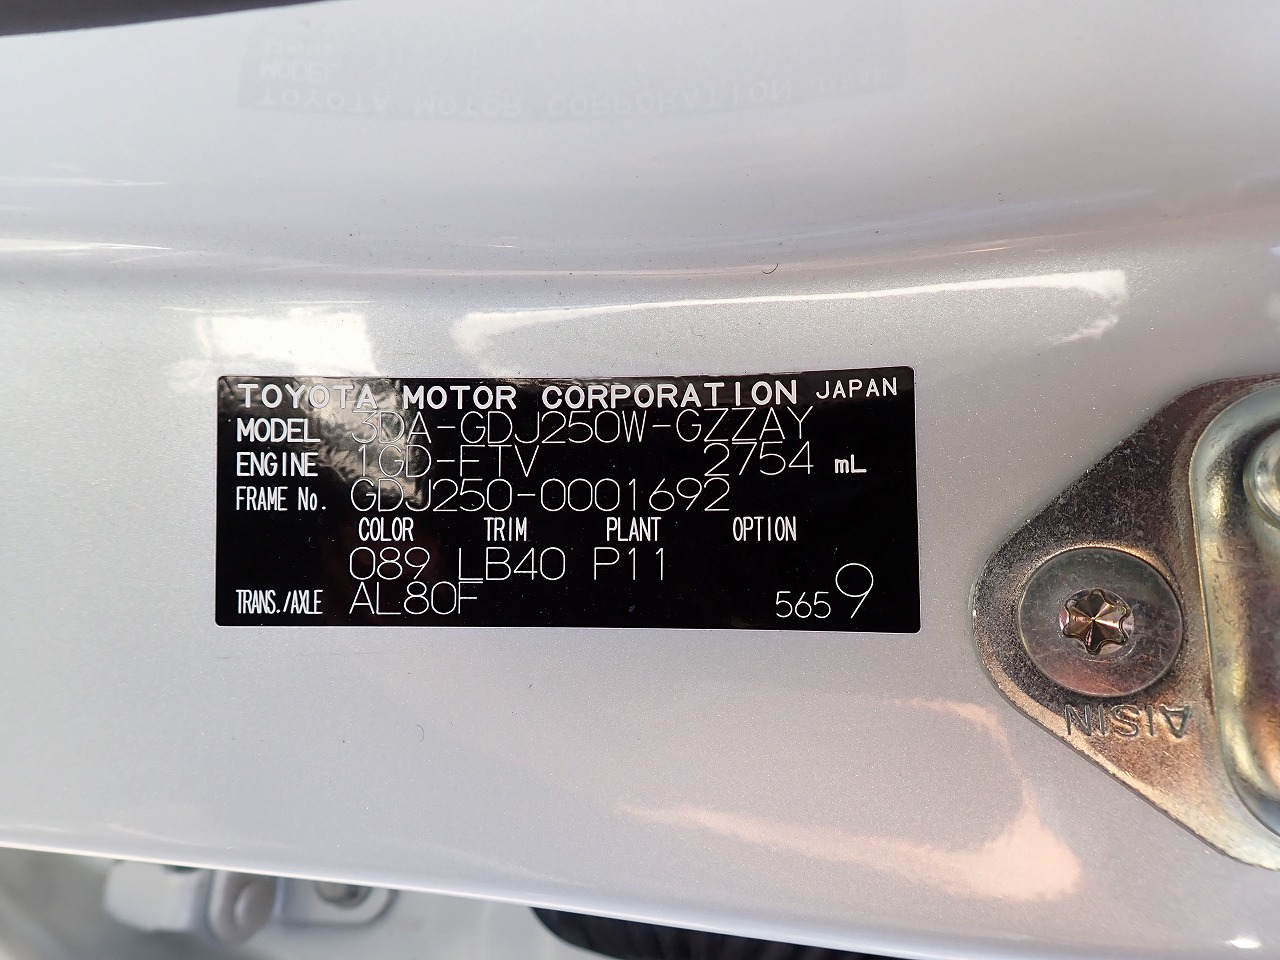 TOYOTA MOTOR CORPORATION JAPAN
MODEL 3DA-GDJ250W-GZZAY
ENGINE 1GD-FTV 2754 mL
FRAME No. GDJ250-0001692
COLOR TRIM PLANT OPTION
089 LB40 P11
TRANS./AXLE AL80F 5659
AISIN